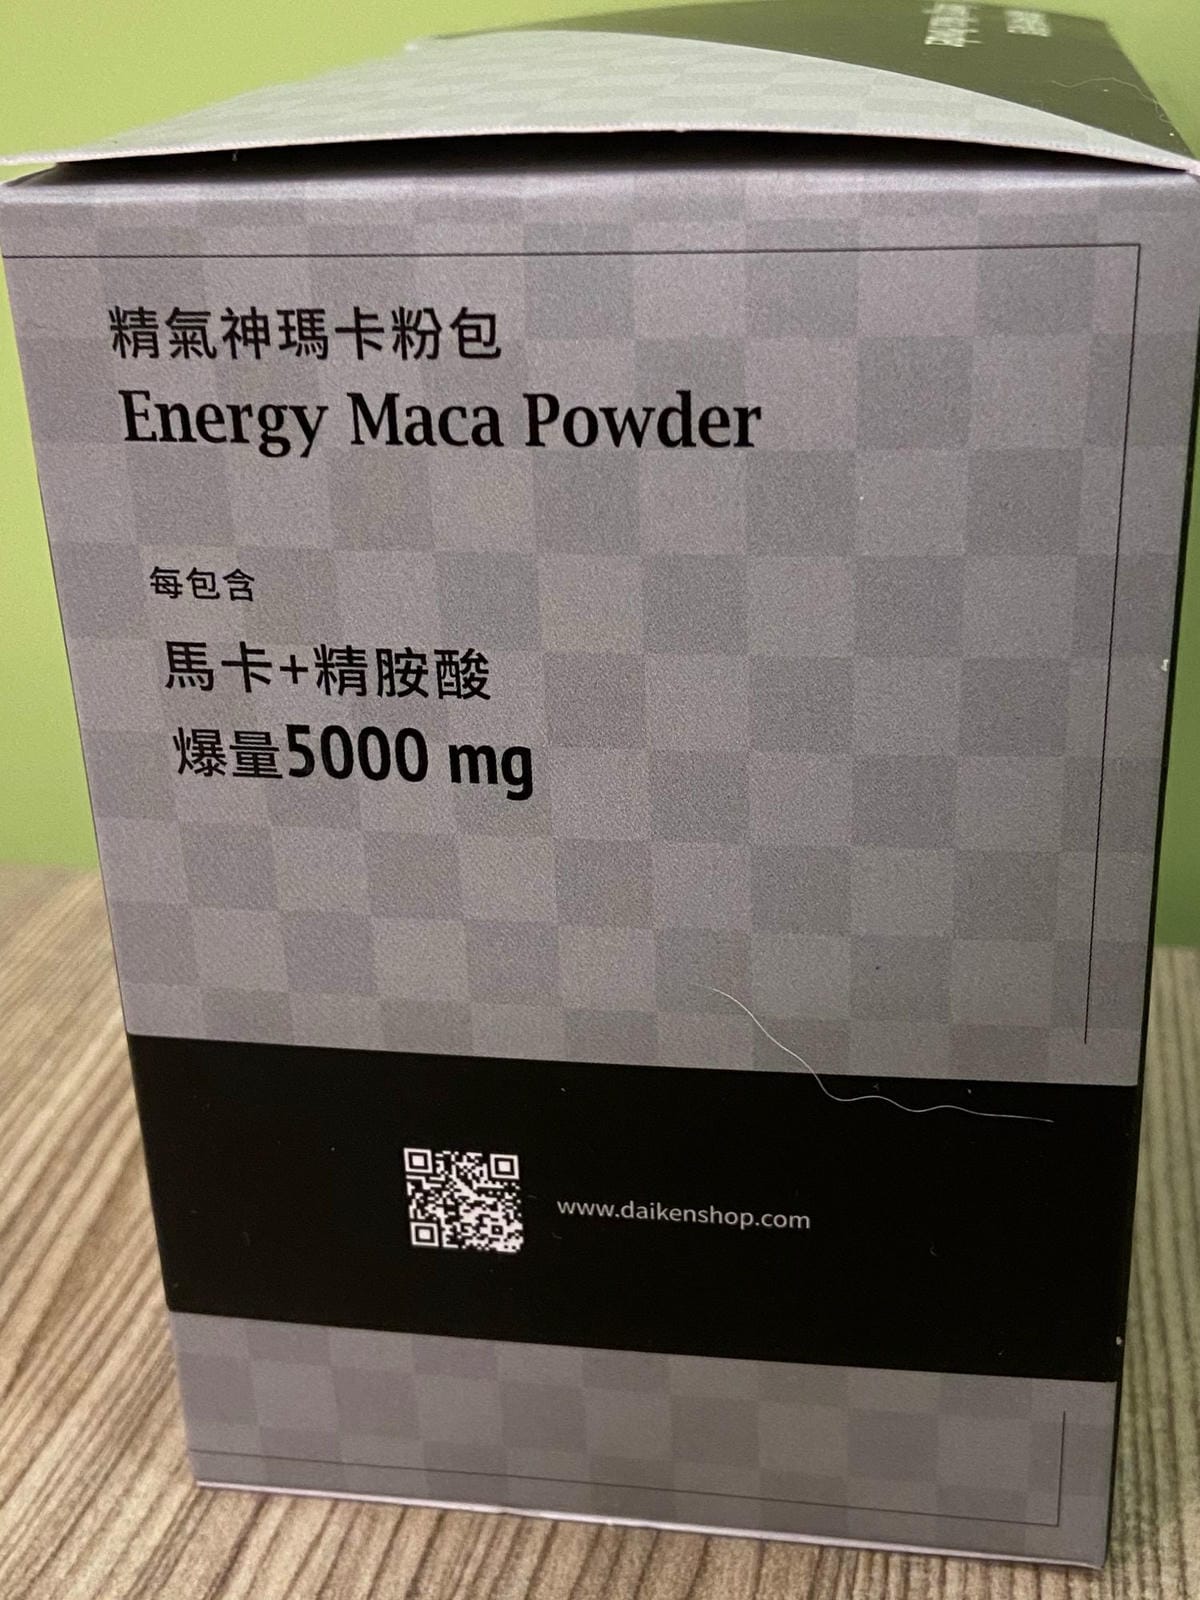 精氣神瑪卡粉包
Energy Maca Powder
每包含
馬卡+精胺酸
爆量5000 mg
www.daikenshop.com